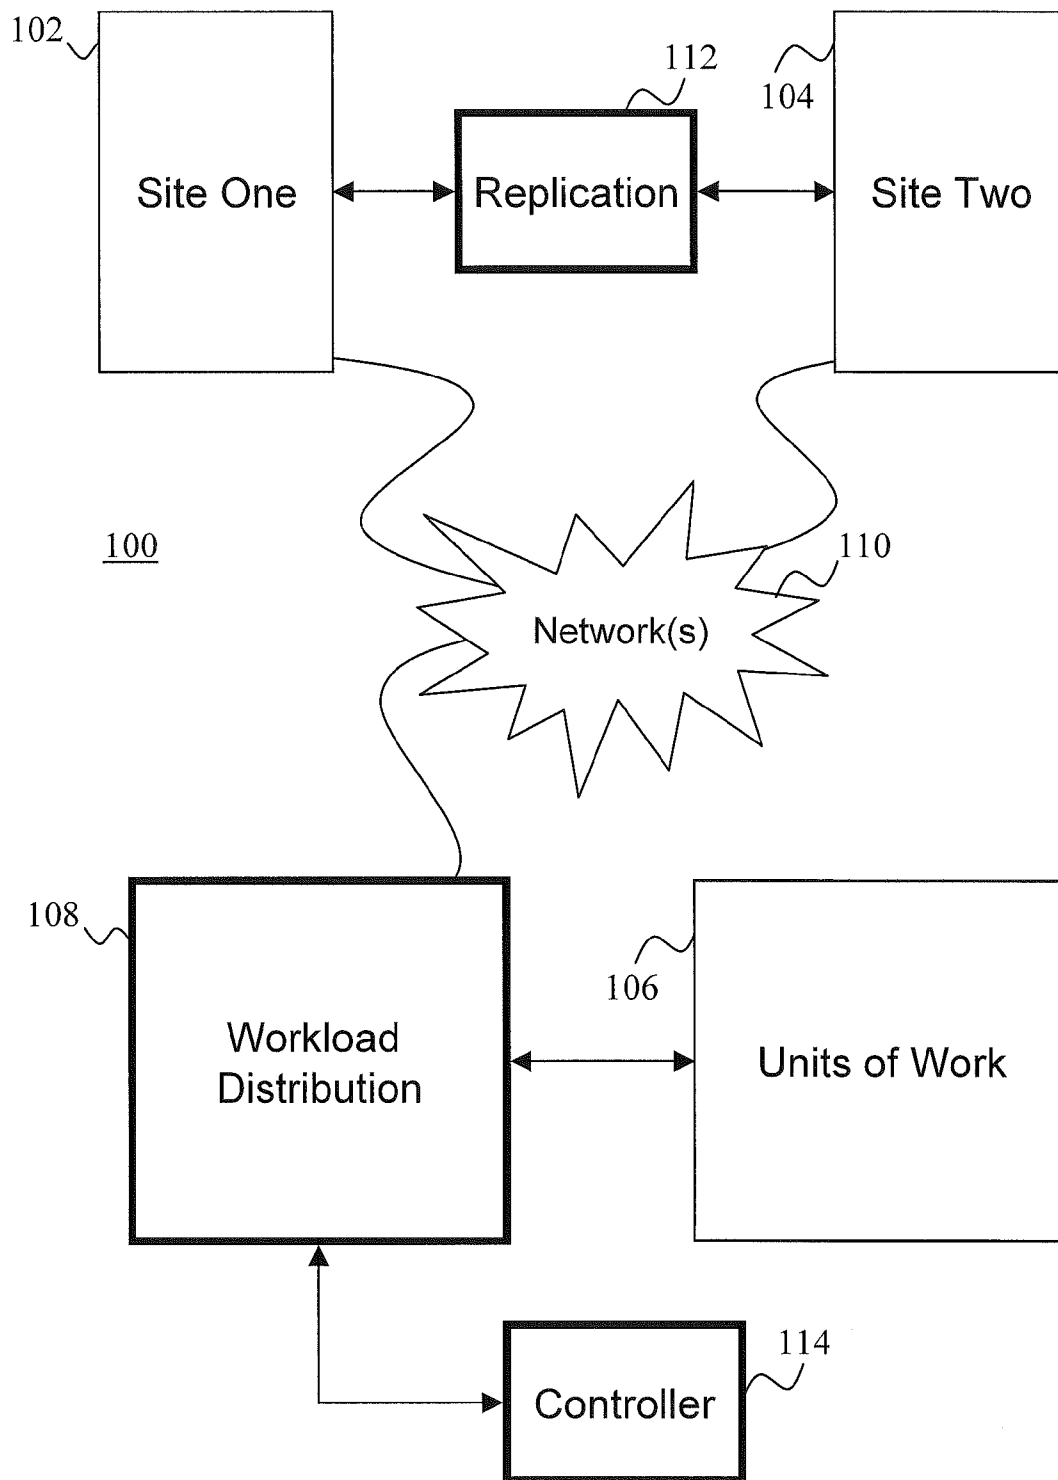 102
112
104
Site One
Replication
Site Two
100
110
Network(s)
108
106
Workload
Distribution
Units of Work
114
Controller